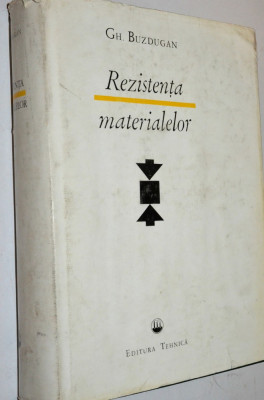 GH. BUZDUGAN
Rezistența
materialelor
EDITURA TEHNICĂ